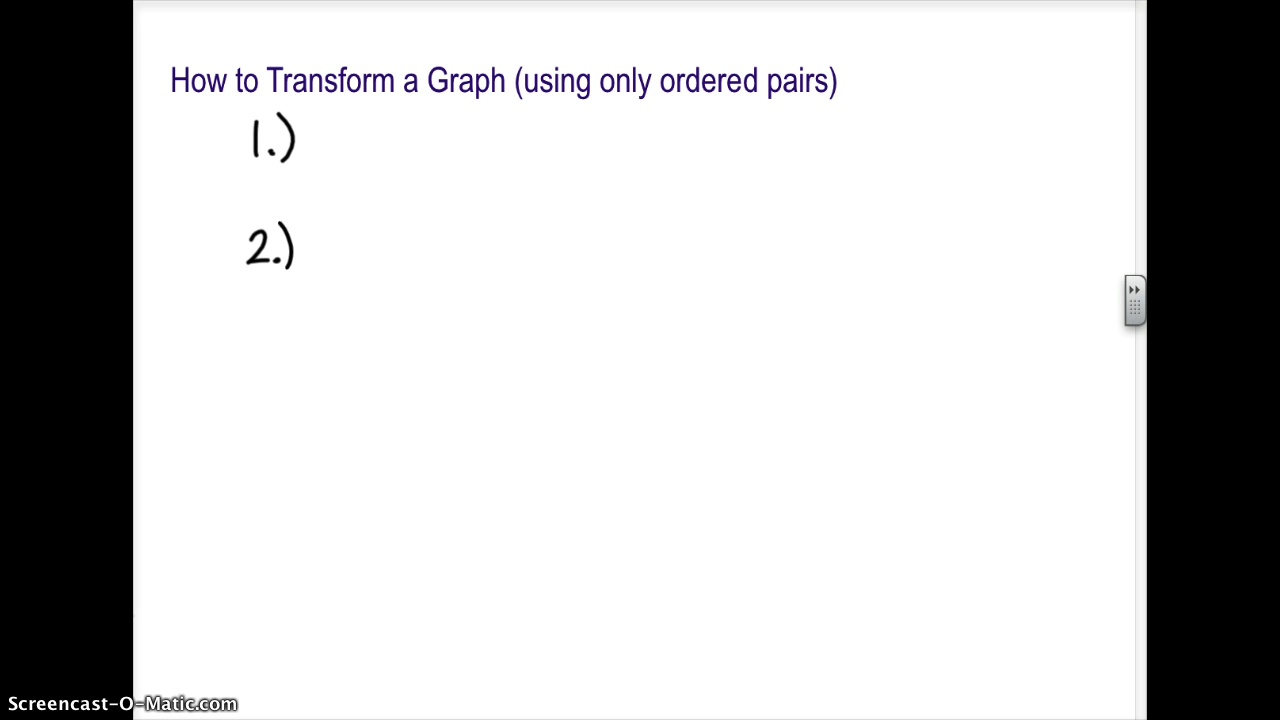 How to Transform a Graph (using only ordered pairs)
1.)
2.)
Screencast-O-Matic.com